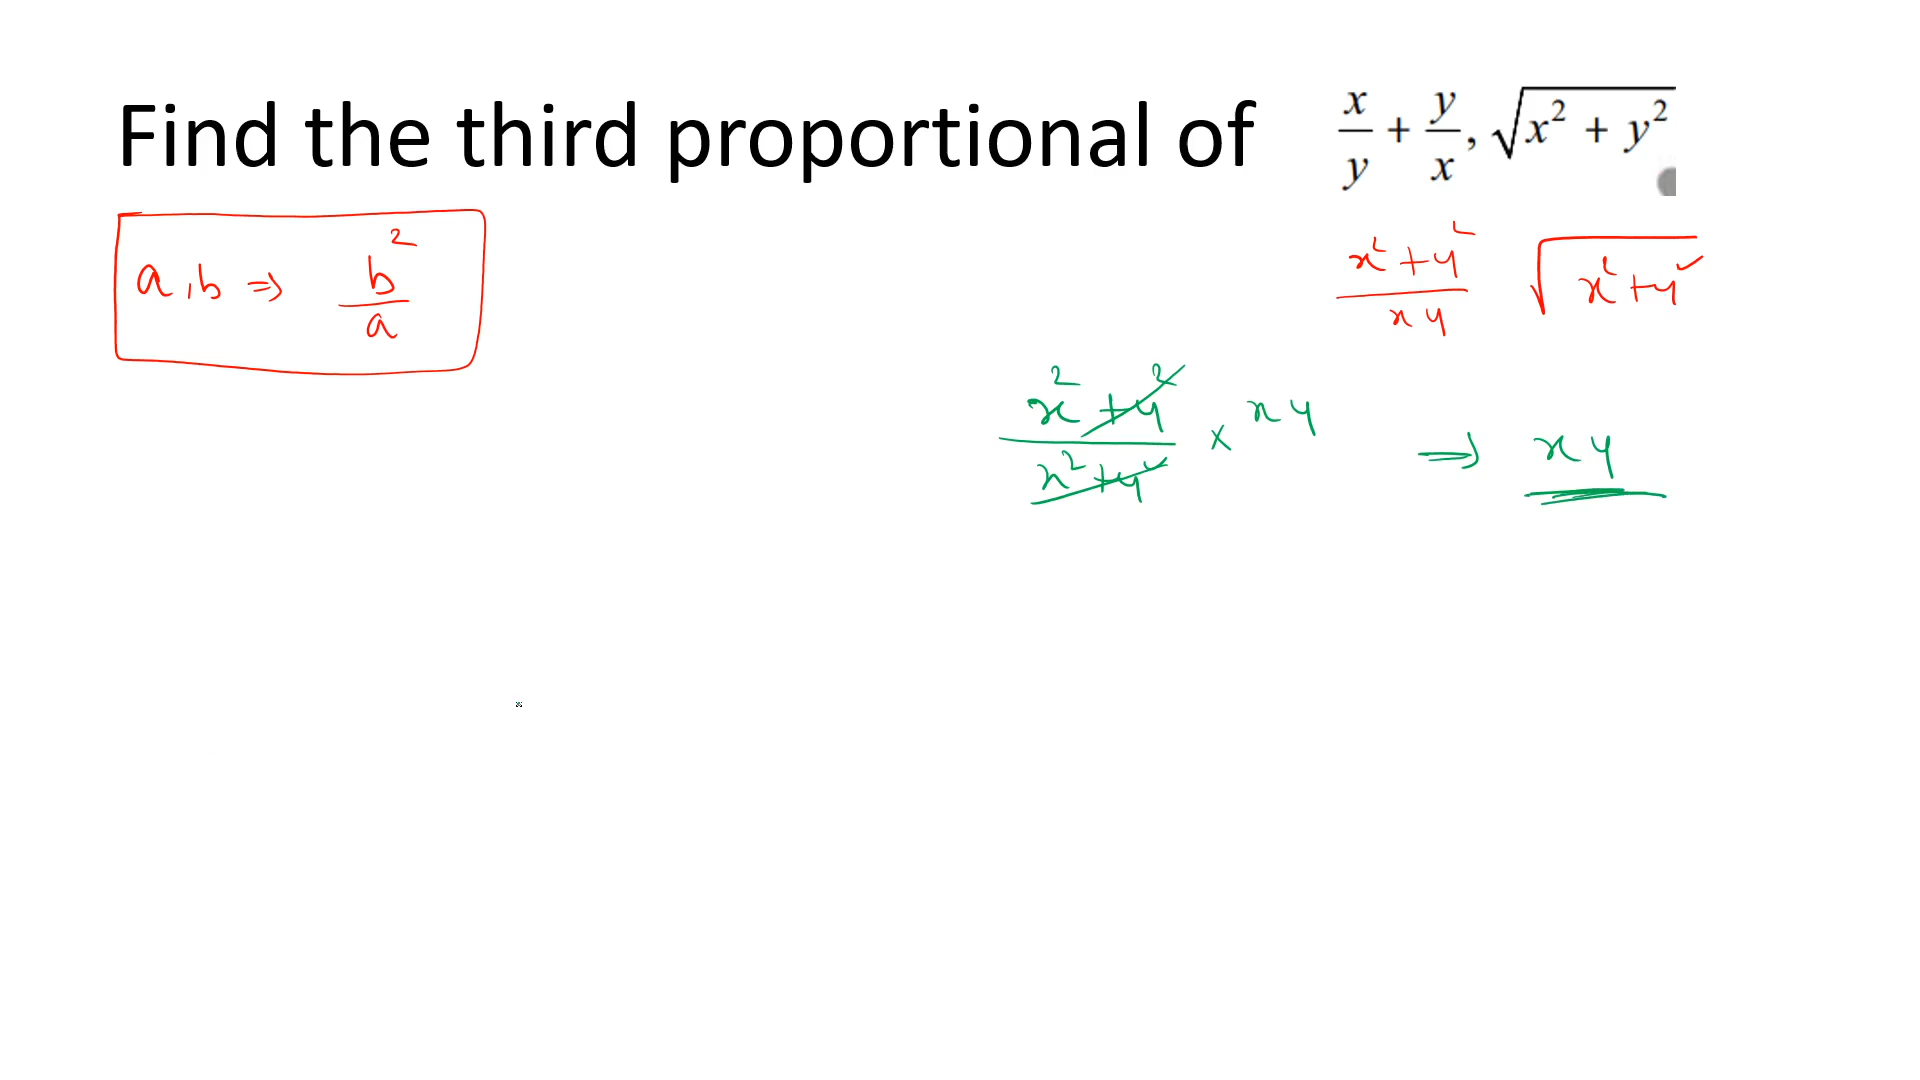 Find the third proportional of x/y + y/x, √(x² + y²)
a, b ⇒ b²/a
(x² + y²)/(xy) √(x² + y²)
(x² + y²)/(x² + y²) × xy ⇒ xy